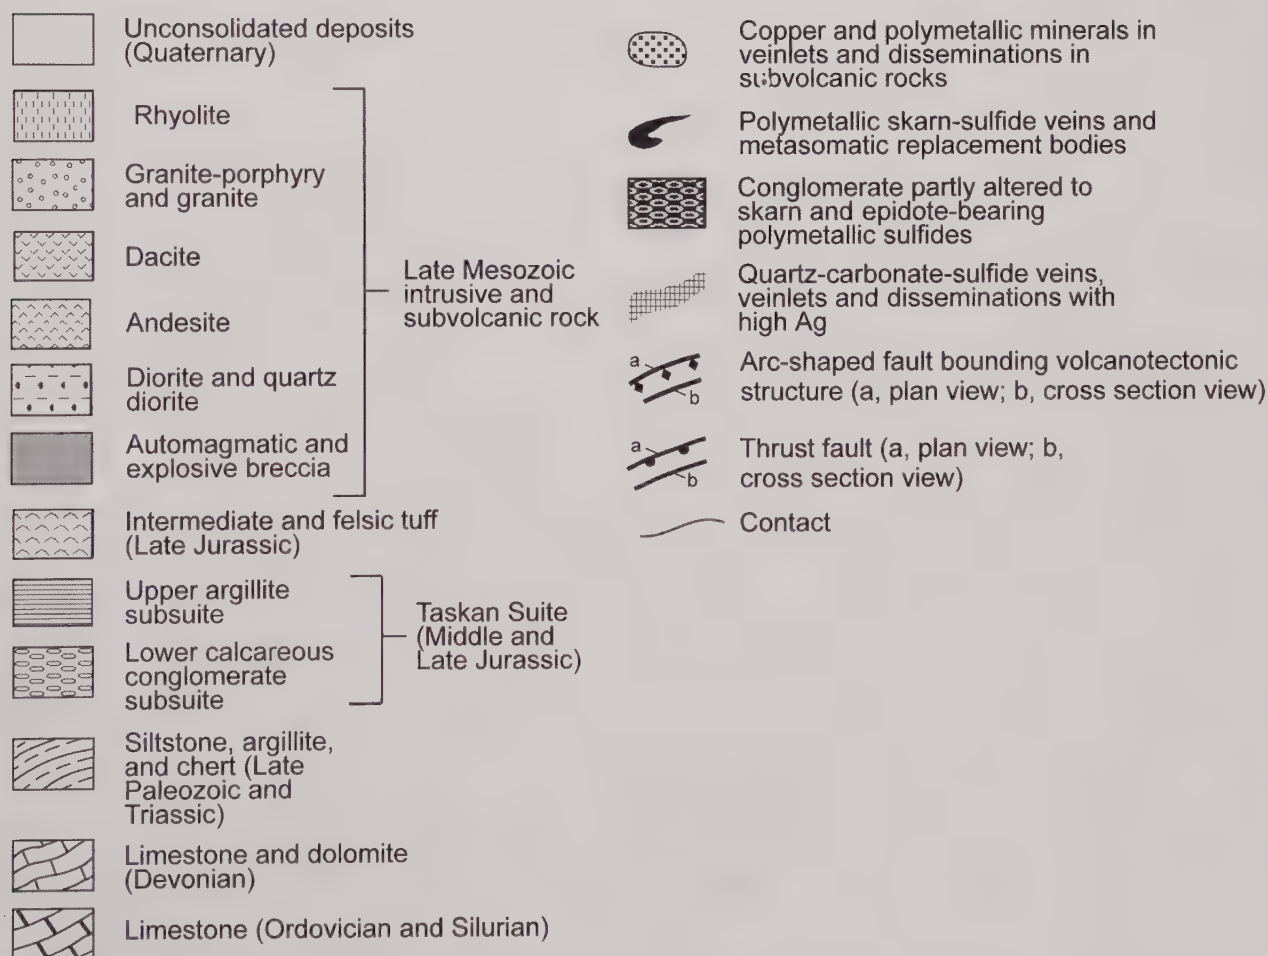 Unconsolidated deposits
(Quaternary)
Rhyolite
Granite-porphyry
and granite
Dacite
Andesite
Diorite and quartz
diorite
Automagmatic and
explosive breccia
Late Mesozoic
intrusive and
subvolcanic rock
Intermediate and felsic tuff
(Late Jurassic)
Upper argillite
subsuite
Lower calcareous
conglomerate
subsuite
Taskan Suite
(Middle and
Late Jurassic)
Siltstone, argillite,
and chert (Late
Paleozoic and
Triassic)
Limestone and dolomite
(Devonian)
Limestone (Ordovician and Silurian)
Copper and polymetallic minerals in
veinlets and disseminations in
subvolcanic rocks
Polymetallic skarn-sulfide veins and
metasomatic replacement bodies
Conglomerate partly altered to
skarn and epidote-bearing
polymetallic sulfides
Quartz-carbonate-sulfide veins,
veinlets and disseminations with
high Ag
a
b
Arc-shaped fault bounding volcanotectonic
structure (a, plan view; b, cross section view)
a
b
Thrust fault (a, plan view; b,
cross section view)
Contact